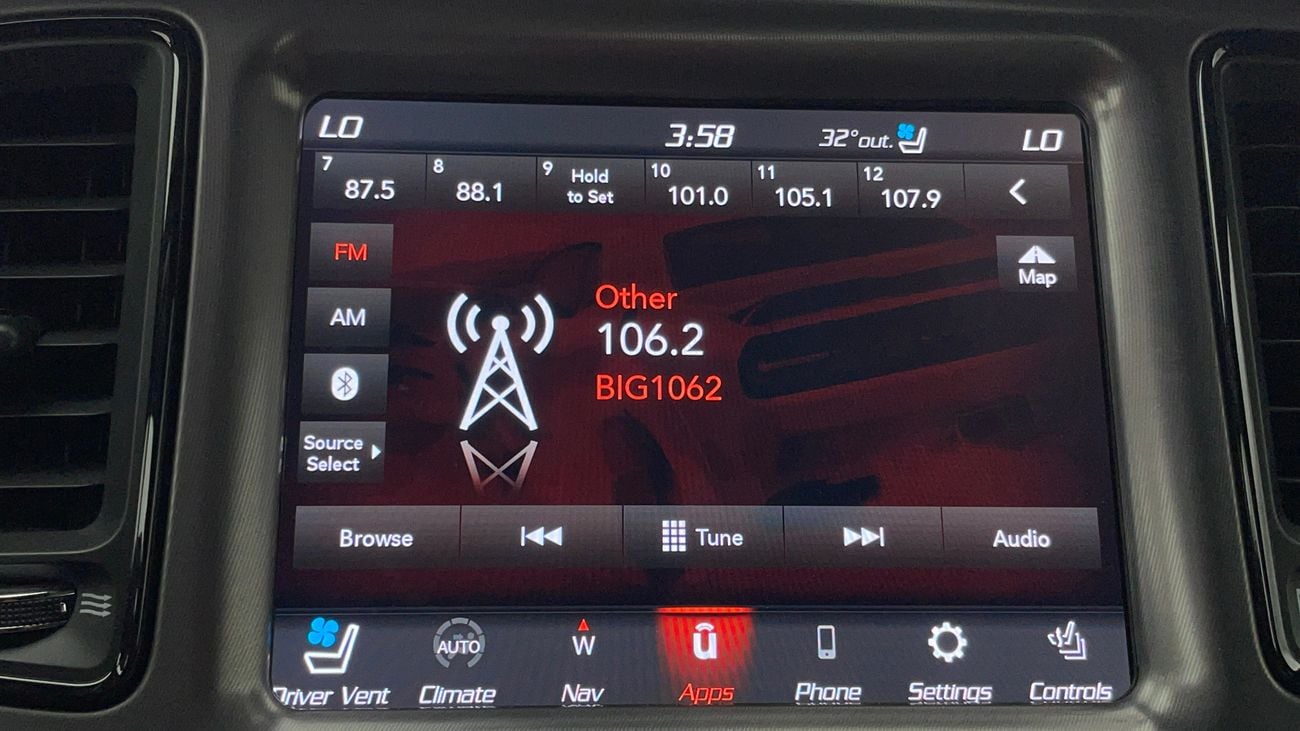 LO 3:58 32°out. LO
7 87.5 8 88.1 9 Hold to Set 10 101.0 11 105.1 12 107.9
FM
Map
AM
Other
106.2
BIG1062
Source
Select
Browse Tune Audio
AUTO W
Driver Vent Climate Nav Apps Phone Settings Controls